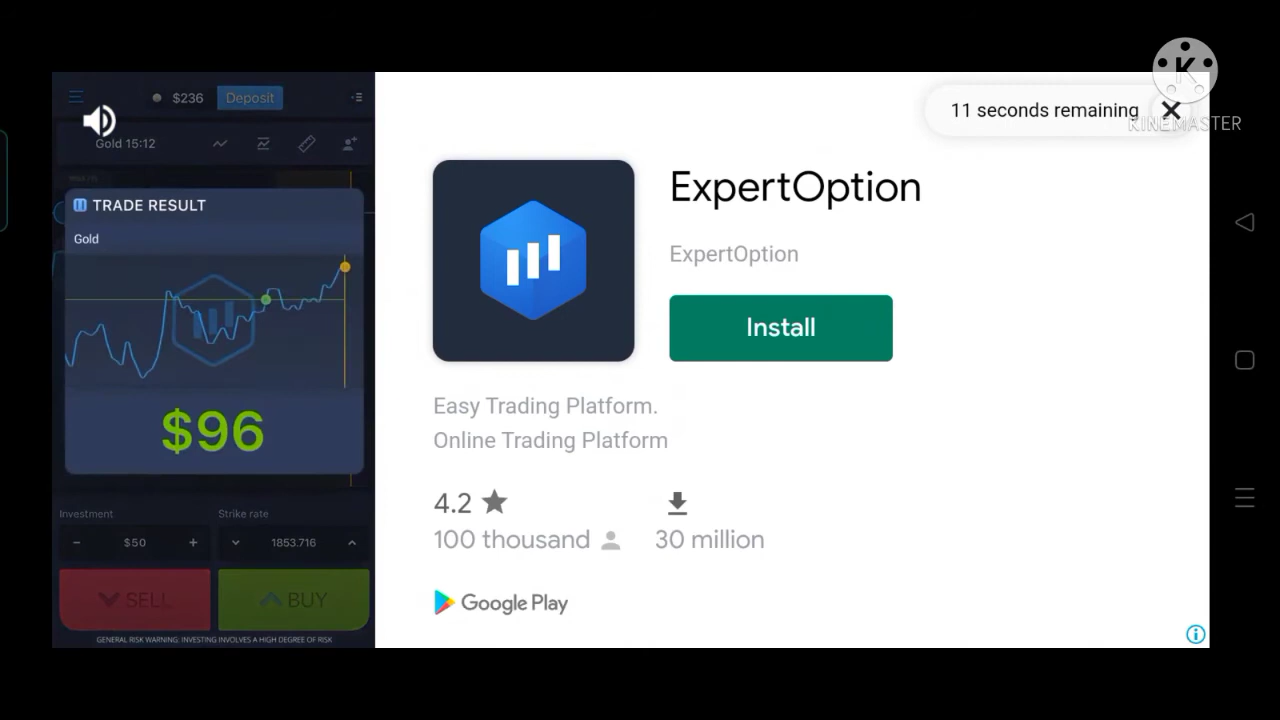 $236 Deposit
Gold 15:12
TRADE RESULT
Gold
$96
Investment Strike rate
- $50 + 1853.716
SELL BUY
GENERAL RISK WARNING: INVESTING INVOLVES A HIGH DEGREE OF RISK
11 seconds remaining
KINEMASTER
ExpertOption
ExpertOption
Install
Easy Trading Platform.
Online Trading Platform
4.2
100 thousand 30 million
Google Play